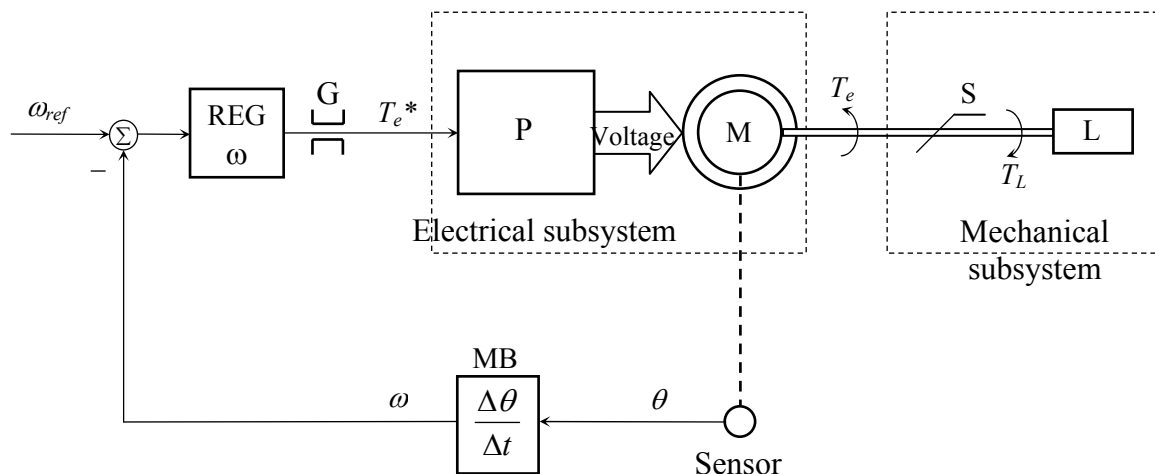 ω_ref
Σ
−
REG
ω
G
T_e*
P
Voltage
M
T_e
S
T_L
L
Electrical subsystem
Mechanical
subsystem
MB
Δθ
Δt
ω
θ
Sensor